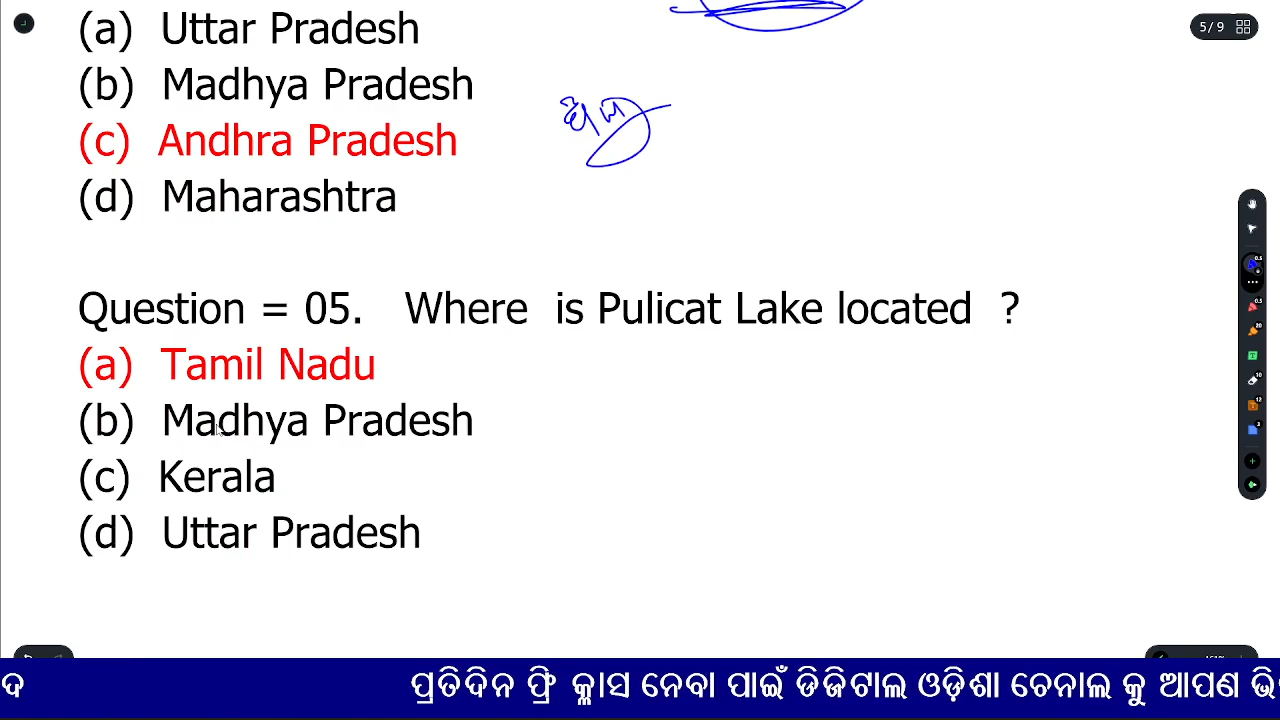 (a) Uttar Pradesh
5/9
(b) Madhya Pradesh
(c) Andhra Pradesh
(d) Maharashtra
Question = 05. Where is Pulicat Lake located ?
(a) Tamil Nadu
(b) Madhya Pradesh
(c) Kerala
(d) Uttar Pradesh
ଦ ପ୍ରତିଦିନ ଫ୍ରି କ୍ଲାସ ନେବା ପାଇଁ ଡିଜିଟାଲ ଓଡ଼ିଶା ଚେନାଲ କୁ ଆପଣ ଭି